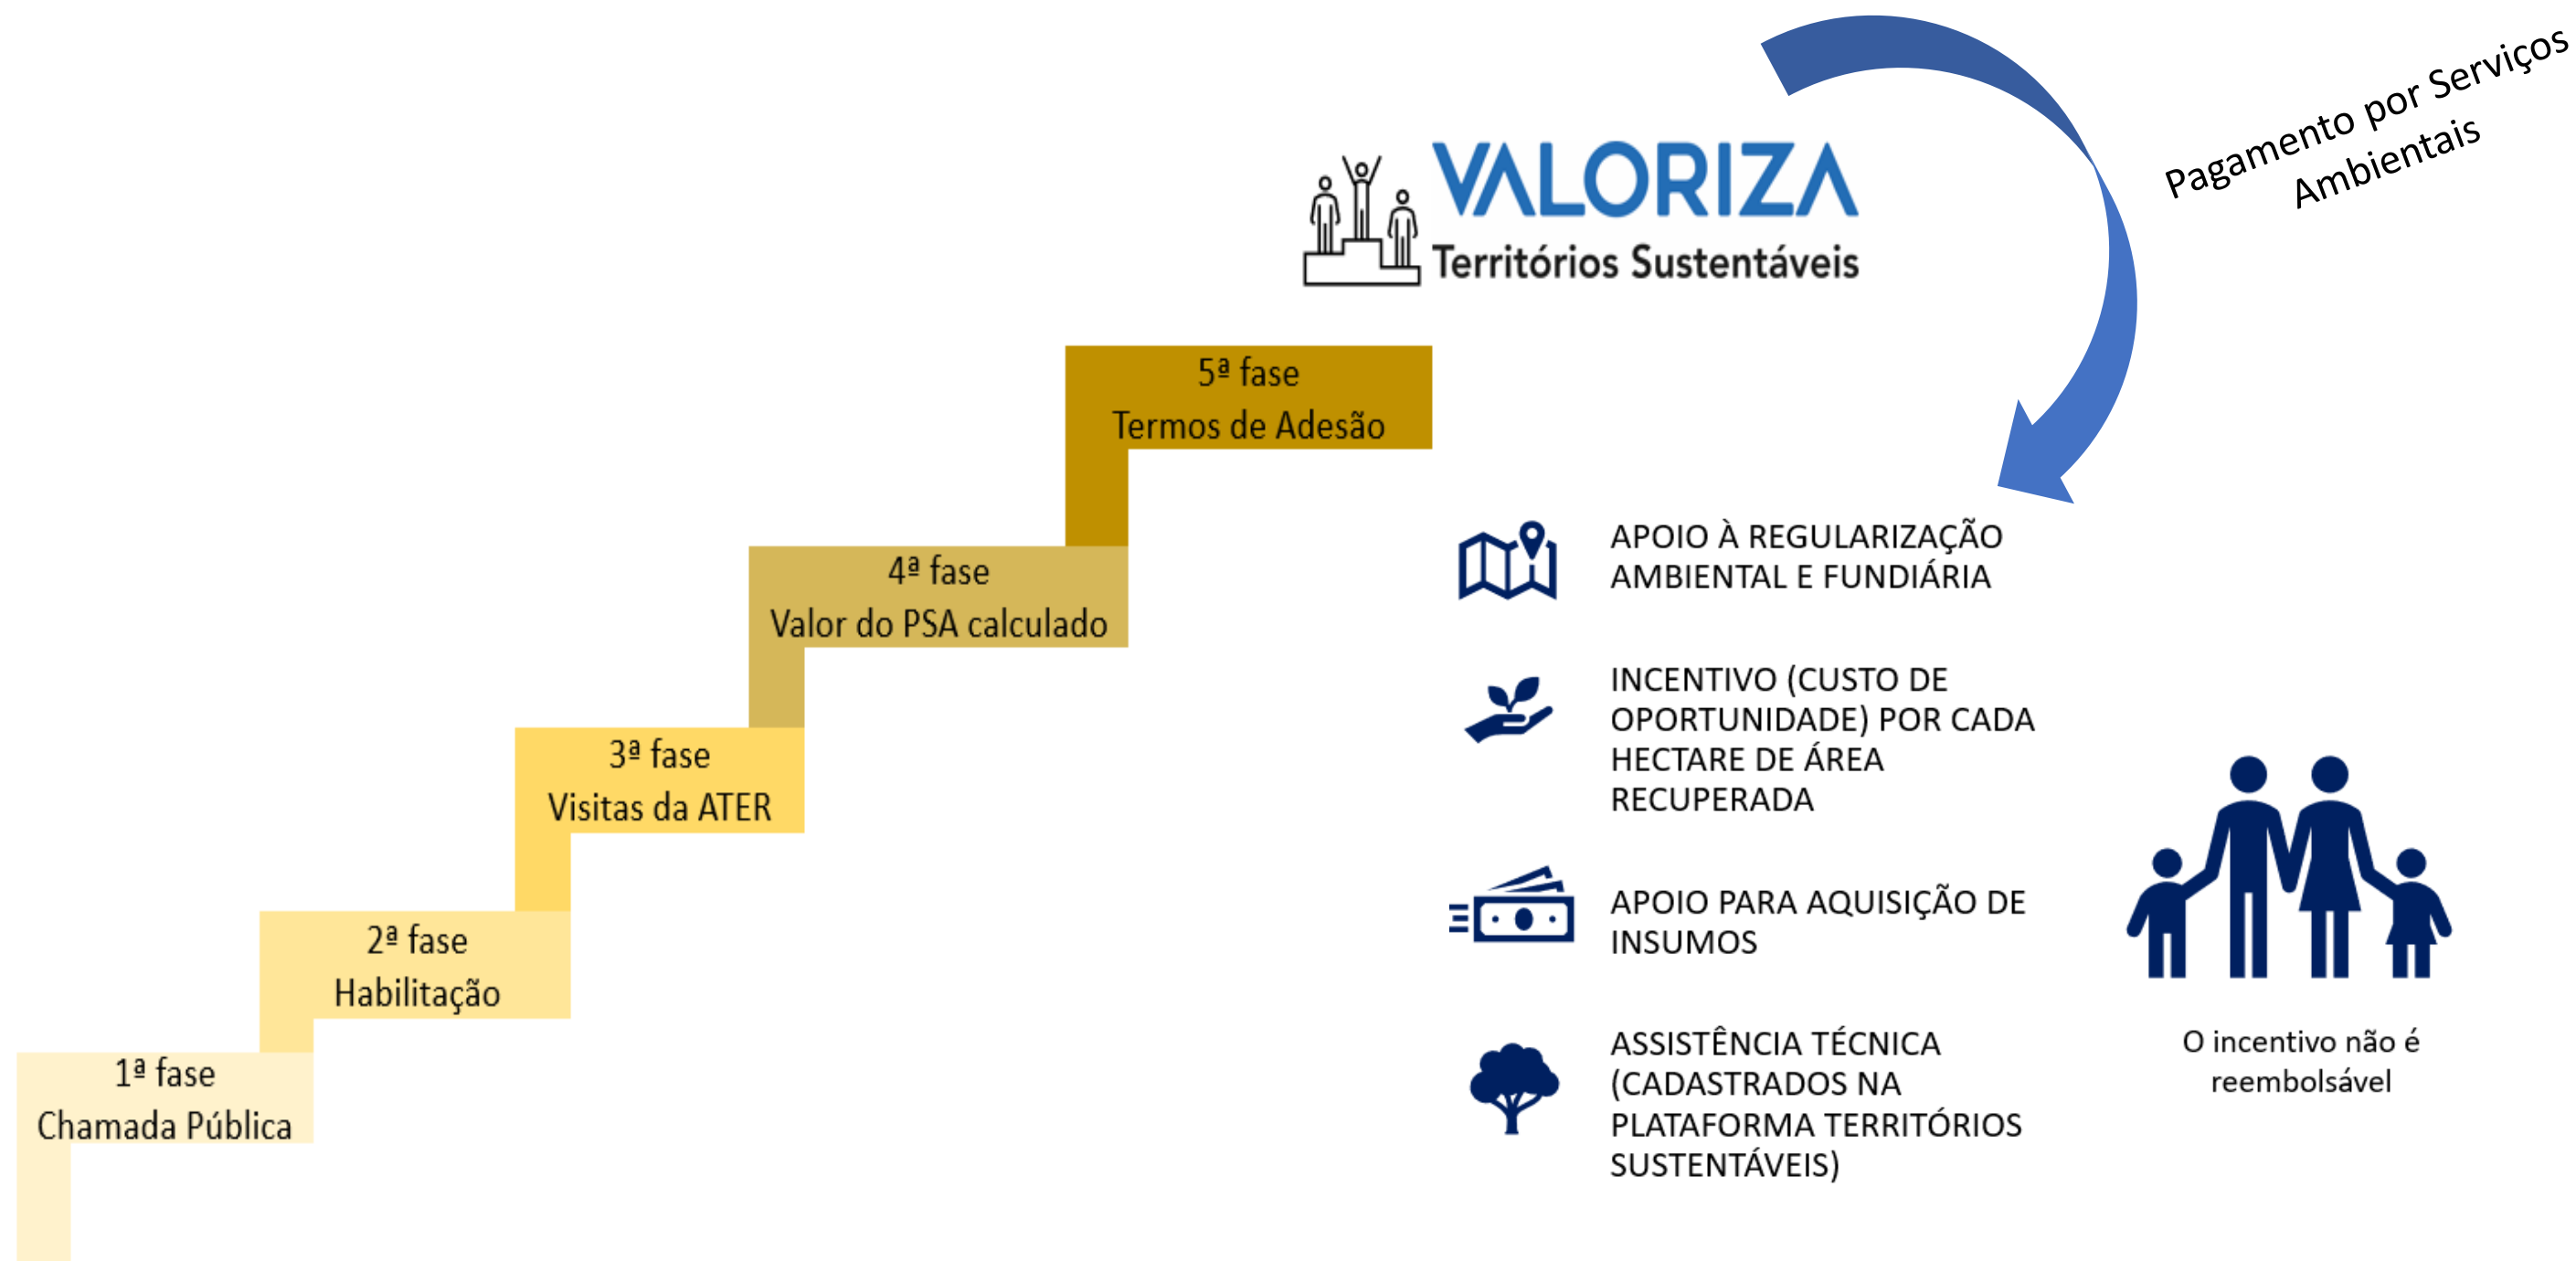 Pagamento por Serviços
Ambientais
VALORIZA
Territórios Sustentáveis
5ª fase
Termos de Adesão
4ª fase
Valor do PSA calculado
3ª fase
Visitas da ATER
2ª fase
Habilitação
1ª fase
Chamada Pública
APOIO À REGULARIZAÇÃO
AMBIENTAL E FUNDIÁRIA
INCENTIVO (CUSTO DE
OPORTUNIDADE) POR CADA
HECTARE DE ÁREA
RECUPERADA
APOIO PARA AQUISIÇÃO DE
INSUMOS
ASSISTÊNCIA TÉCNICA
(CADASTRADOS NA
PLATAFORMA TERRITÓRIOS
SUSTENTÁVEIS)
O incentivo não é
reembolsável